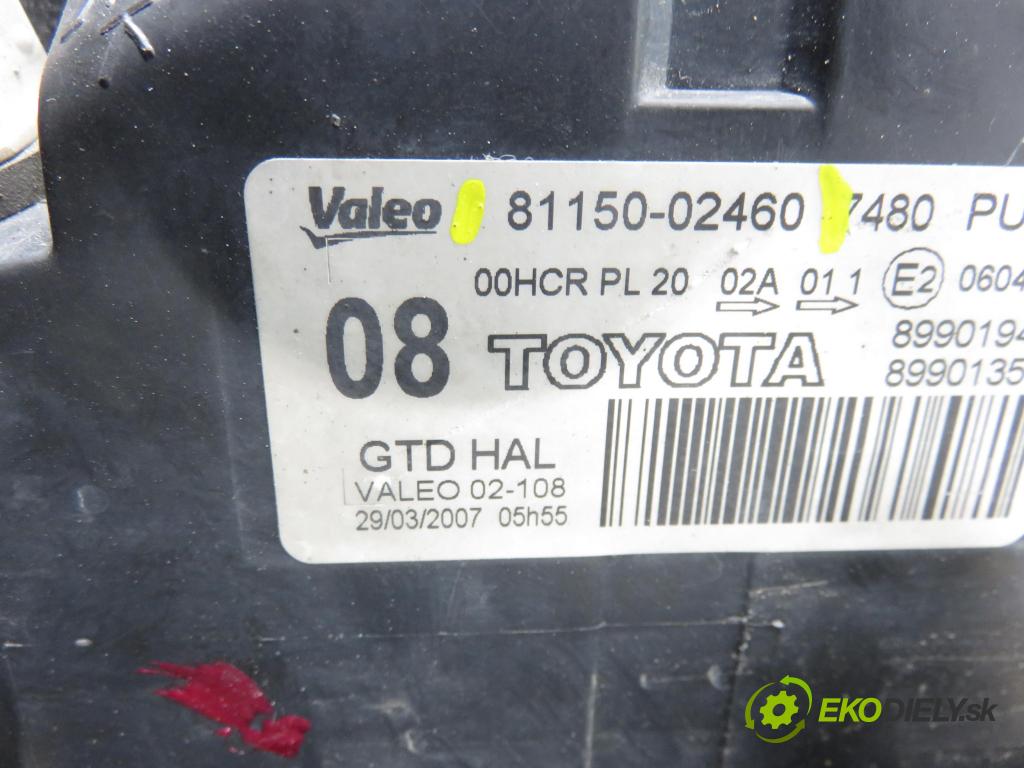 Valeo 81150-02460 7480 PU
00HCR PL 20 02A 01 1 E2 0604
08 TOYOTA 8990194
8990135
GTD HAL
VALEO 02-108
29/03/2007 05h55
EKODIELY.sk